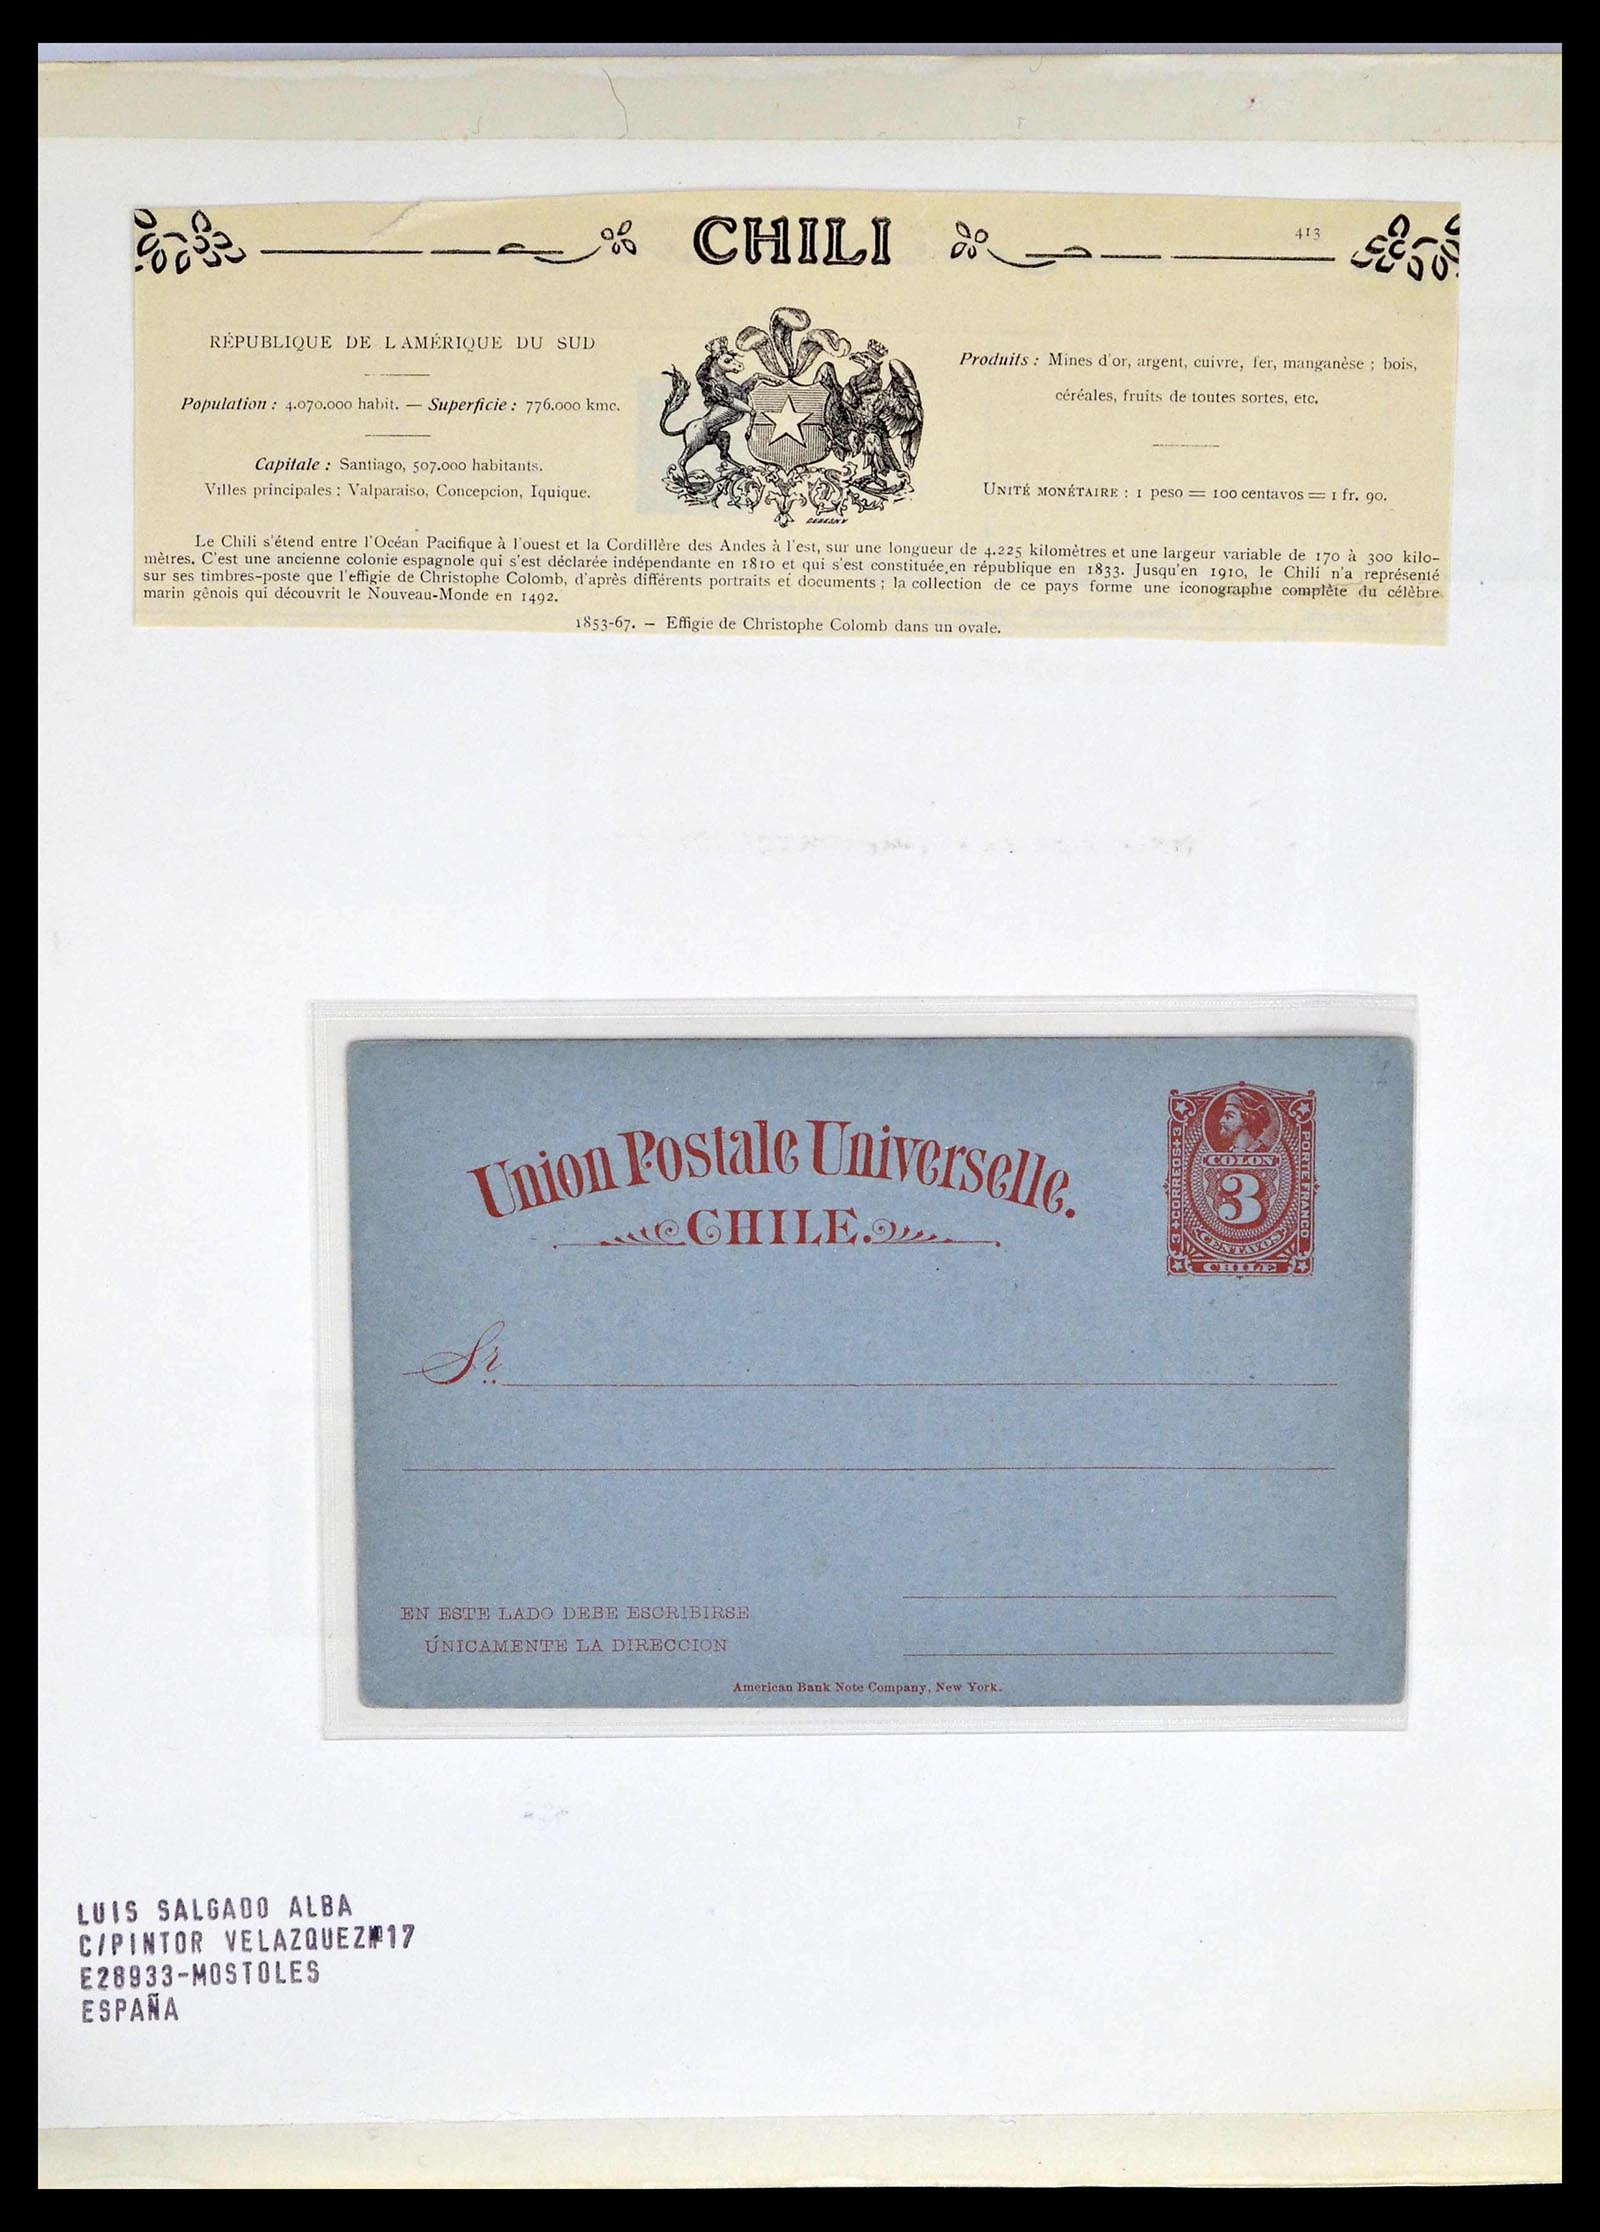 CHILI
413
RÉPUBLIQUE DE L'AMÉRIQUE DU SUD
Population : 4.070.000 habit. — Superficie : 776.000 kmc.
Capitale : Santiago, 507.000 habitants.
Villes principales : Valparaiso, Concepcion, Iquique.
Produits : Mines d'or, argent, cuivre, fer, manganèse ; bois,
céréales, fruits de toutes sortes, etc.
UNITÉ MONÉTAIRE : 1 peso = 100 centavos = 1 fr. 90.
Le Chili s'étend entre l'Océan Pacifique à l'ouest et la Cordillère des Andes à l'est, sur une longueur de 4.225 kilomètres et une largeur variable de 170 à 300 kilo-
mètres. C'est une ancienne colonie espagnole qui s'est déclarée indépendante en 1810 et qui s'est constituée en république en 1833. Jusqu'en 1910, le Chili n'a représenté
sur ses timbres-poste que l'effigie de Christophe Colomb, d'après différents portraits et documents ; la collection de ce pays forme une iconographie complète du célèbre
marin gênois qui découvrit le Nouveau-Monde en 1492.
1853-67. — Effigie de Christophe Colomb dans un ovale.
Union Postale Universelle.
CHILE.
3 CORREOS 3
PORTE FRANCO
COLON
3
CENTAVOS
CHILE
Sr.
EN ESTE LADO DEBE ESCRIBIRSE
ÚNICAMENTE LA DIRECCION
American Bank Note Company, New York.
LUIS SALGADO ALBA
C/PINTOR VELAZQUEZ Nº 17
E28933-MOSTOLES
ESPAÑA